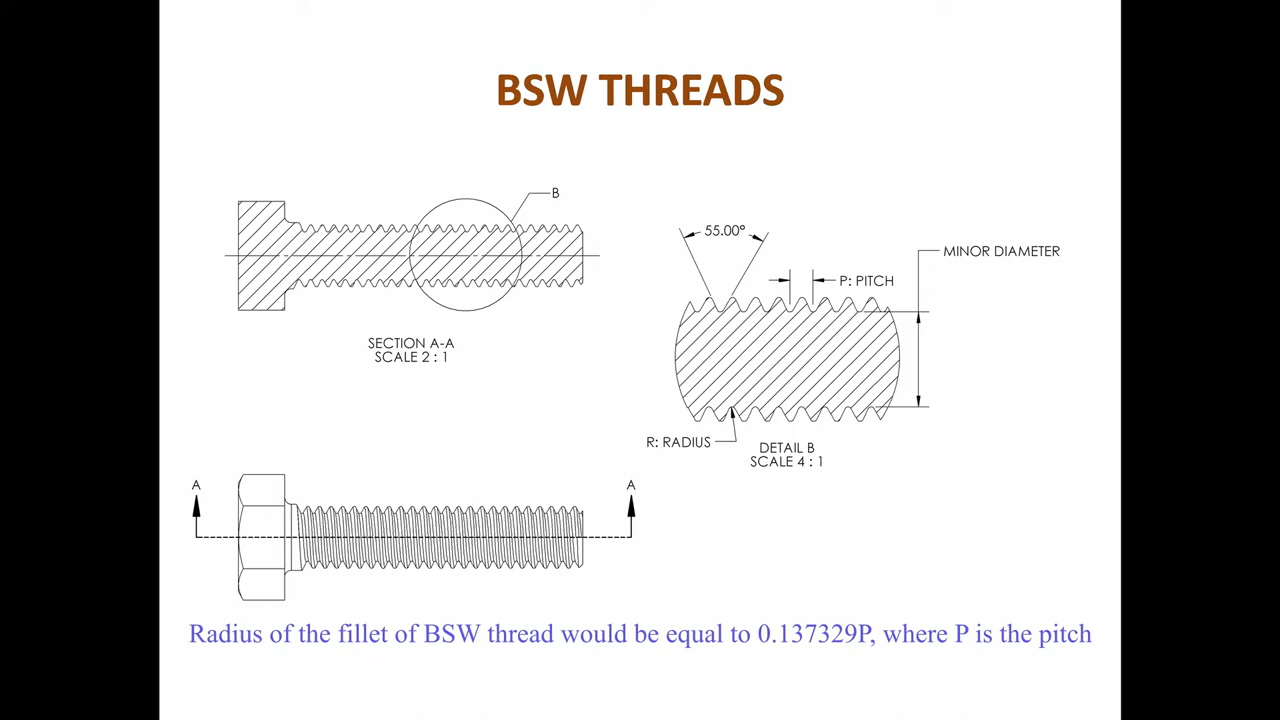 BSW THREADS
B
SECTION A-A
SCALE 2 : 1
55.00°
P: PITCH
MINOR DIAMETER
R: RADIUS
DETAIL B
SCALE 4 : 1
A
A
Radius of the fillet of BSW thread would be equal to 0.137329P, where P is the pitch